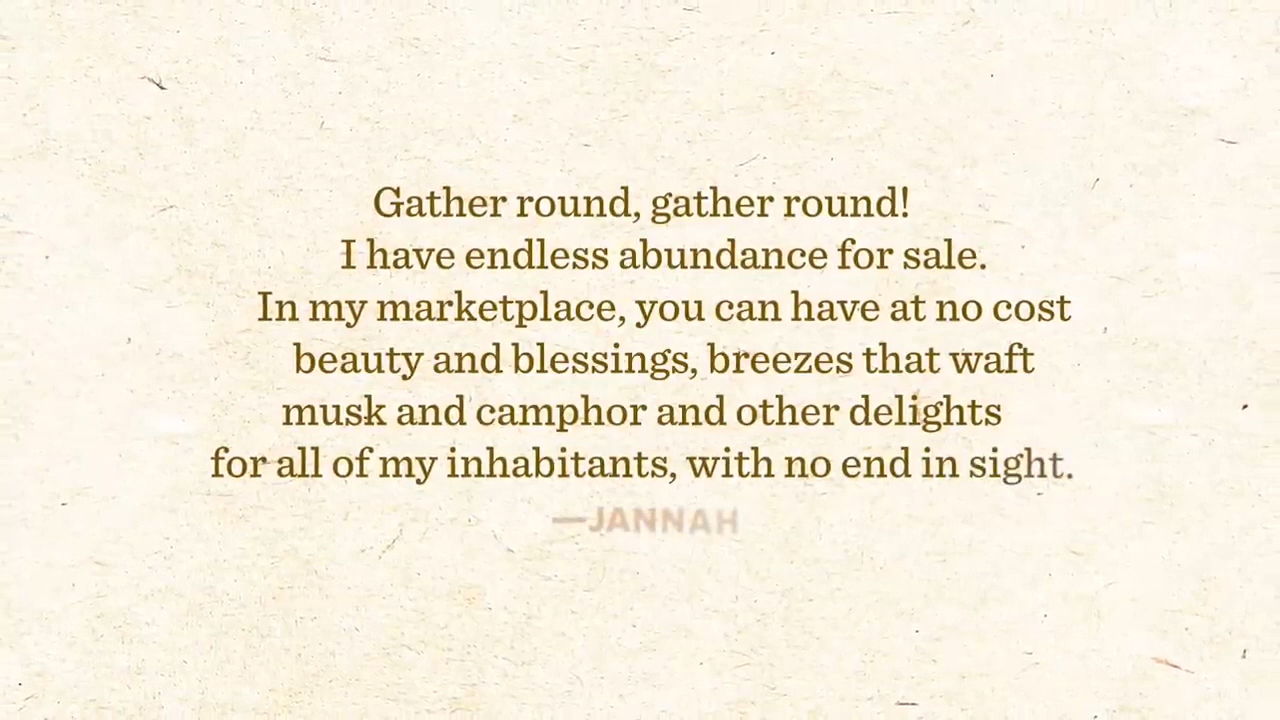 Gather round, gather round!
I have endless abundance for sale.
In my marketplace, you can have at no cost
beauty and blessings, breezes that waft
musk and camphor and other delights
for all of my inhabitants, with no end in sight.
—JANNAH